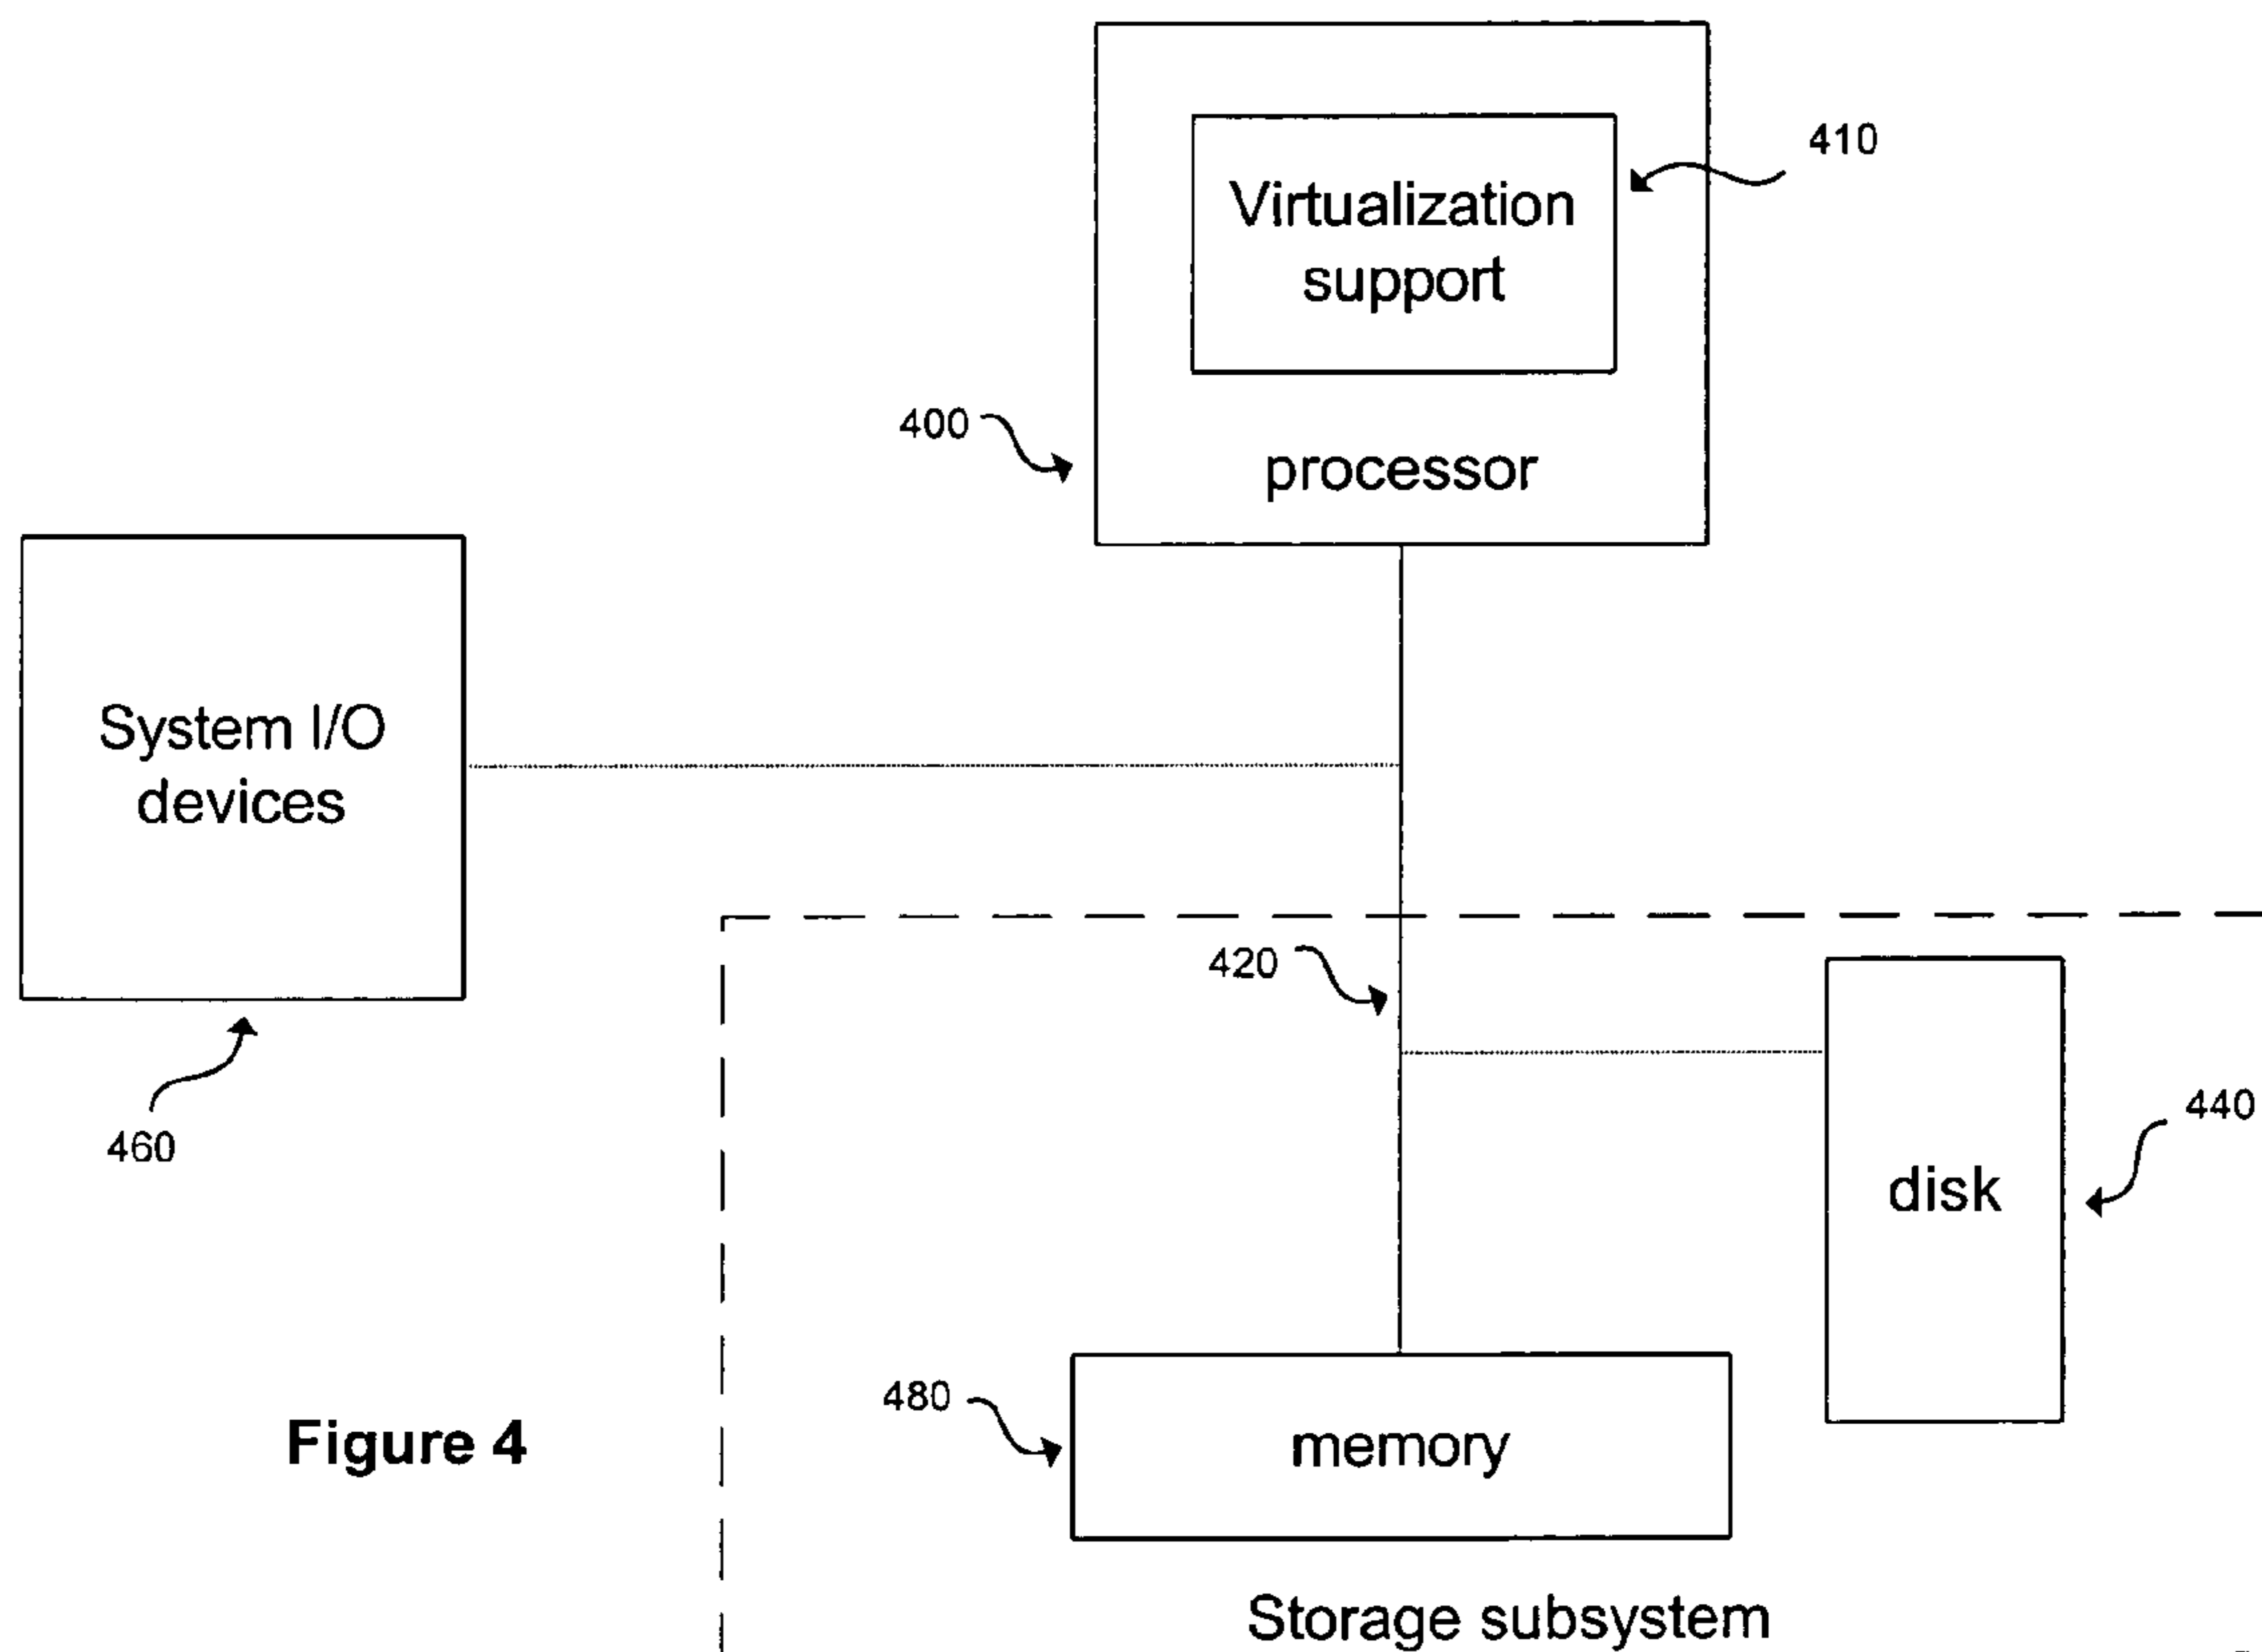 410
Virtualization
support
400
processor
System I/O
devices
420
460
440
disk
480
memory
Figure 4
Storage subsystem